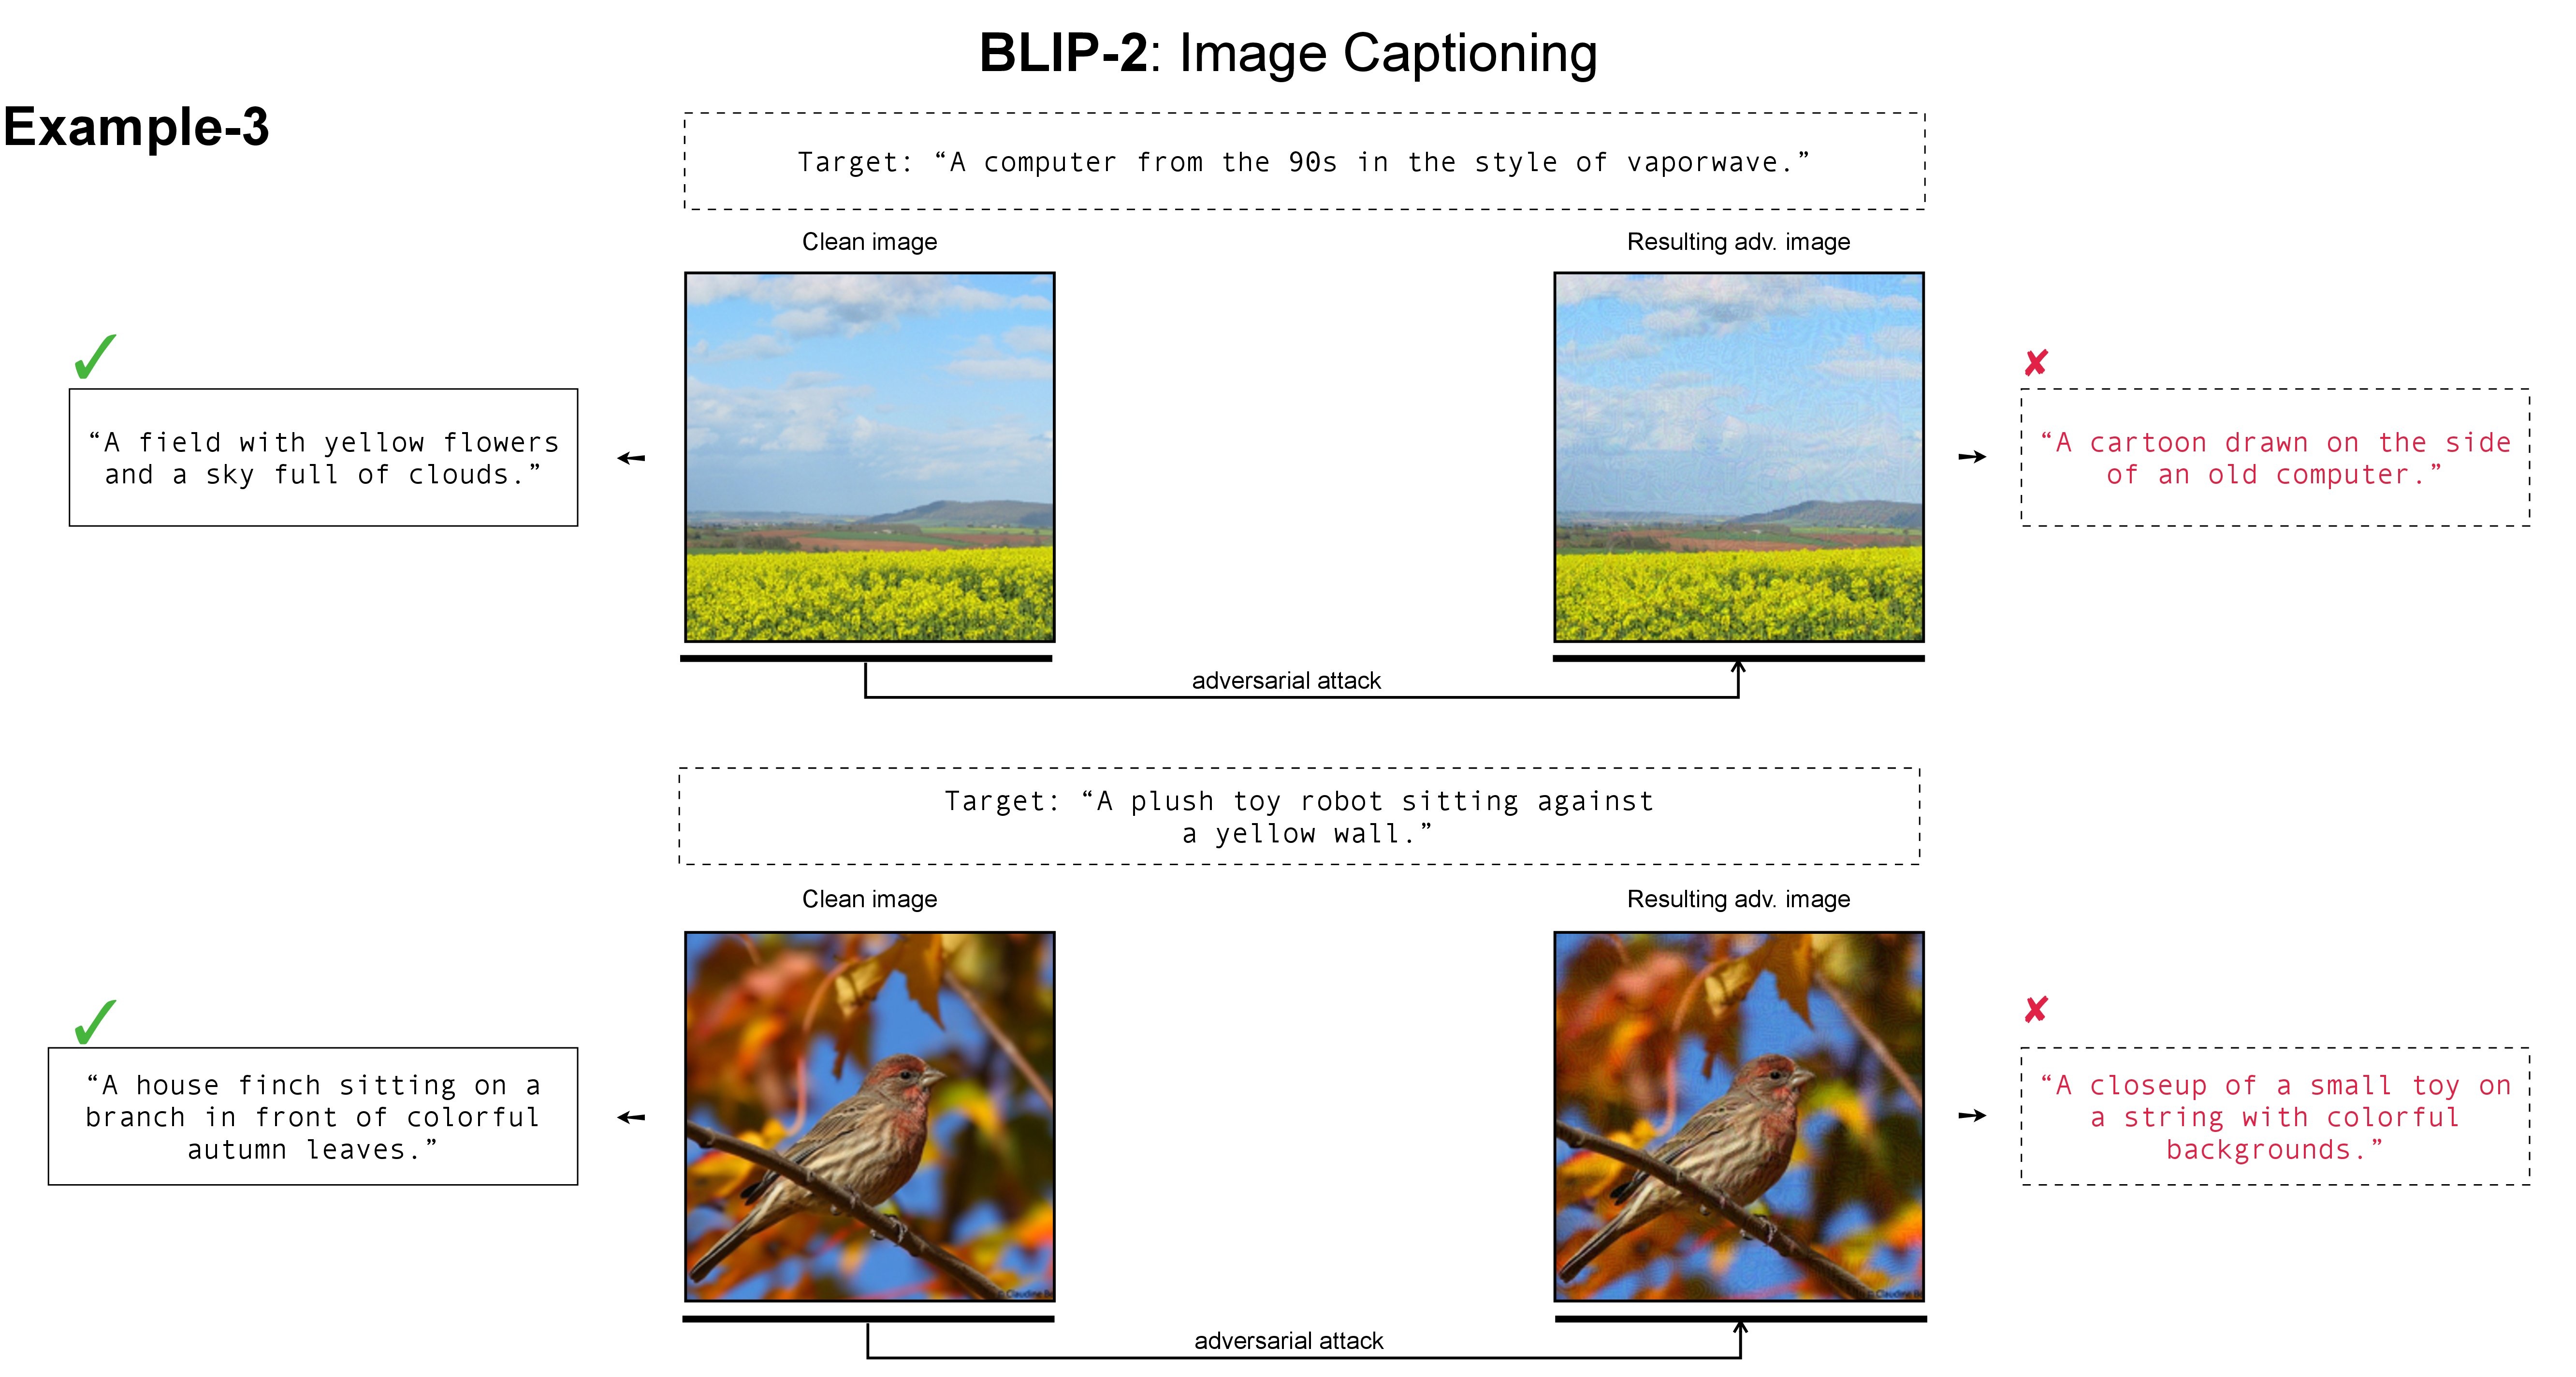 BLIP-2: Image Captioning
Example-3
Target: “A computer from the 90s in the style of vaporwave.”
Clean image
Resulting adv. image
“A field with yellow flowers
and a sky full of clouds.”
“A cartoon drawn on the side
of an old computer.”
adversarial attack
Target: “A plush toy robot sitting against
a yellow wall.”
Clean image
Resulting adv. image
“A house finch sitting on a
branch in front of colorful
autumn leaves.”
“A closeup of a small toy on
a string with colorful
backgrounds.”
© Claudine
adversarial attack